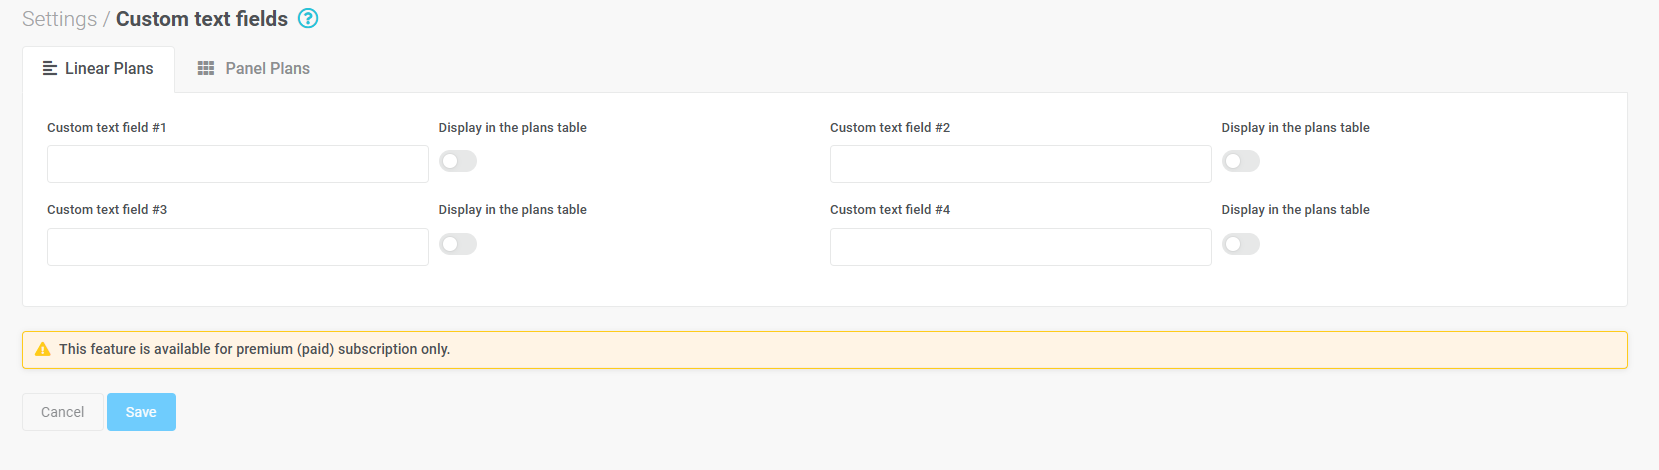 Settings / Custom text fields ?
Linear Plans
Panel Plans
Custom text field #1
Display in the plans table
Custom text field #2
Display in the plans table
Custom text field #3
Display in the plans table
Custom text field #4
Display in the plans table
This feature is available for premium (paid) subscription only.
Cancel
Save